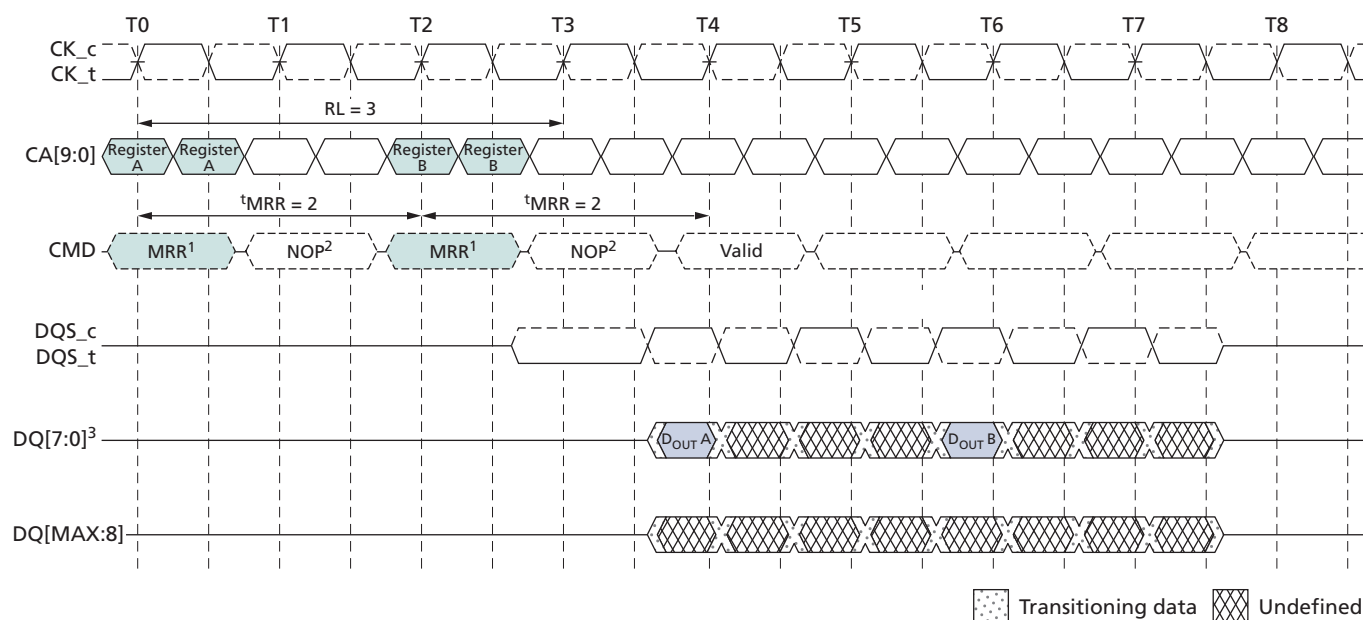 T0 T1 T2 T3 T4 T5 T6 T7 T8
CK_c
CK_t
RL = 3
CA[9:0]
Register A
Register A
Register B
Register B
tMRR = 2
tMRR = 2
CMD
MRR1
NOP2
MRR1
NOP2
Valid
DQS_c
DQS_t
DQ[7:0]3
DOUT A
DOUT B
DQ[MAX:8]
Transitioning data
Undefined